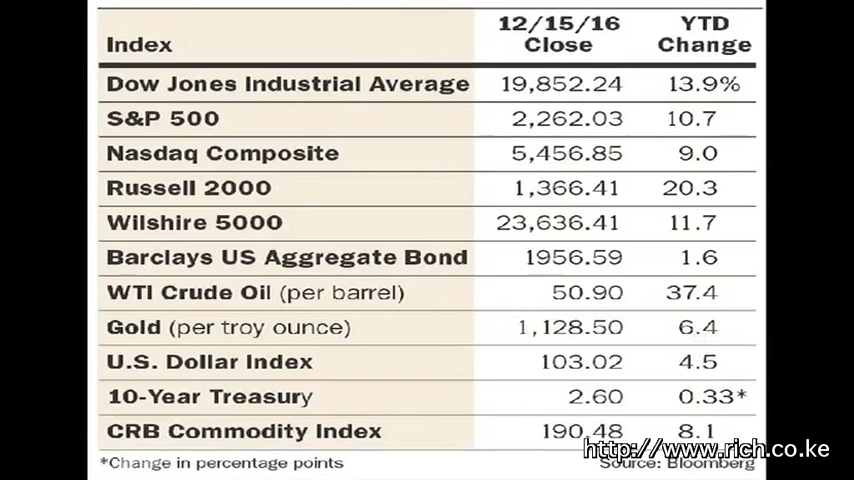 Index 12/15/16 Close YTD Change
Dow Jones Industrial Average 19,852.24 13.9%
S&P 500 2,262.03 10.7
Nasdaq Composite 5,456.85 9.0
Russell 2000 1,366.41 20.3
Wilshire 5000 23,636.41 11.7
Barclays US Aggregate Bond 1956.59 1.6
WTI Crude Oil (per barrel) 50.90 37.4
Gold (per troy ounce) 1,128.50 6.4
U.S. Dollar Index 103.02 4.5
10-Year Treasury 2.60 0.33*
CRB Commodity Index 190.48 8.1
http://www.rich.co.ke
*Change in percentage points Source: Bloomberg